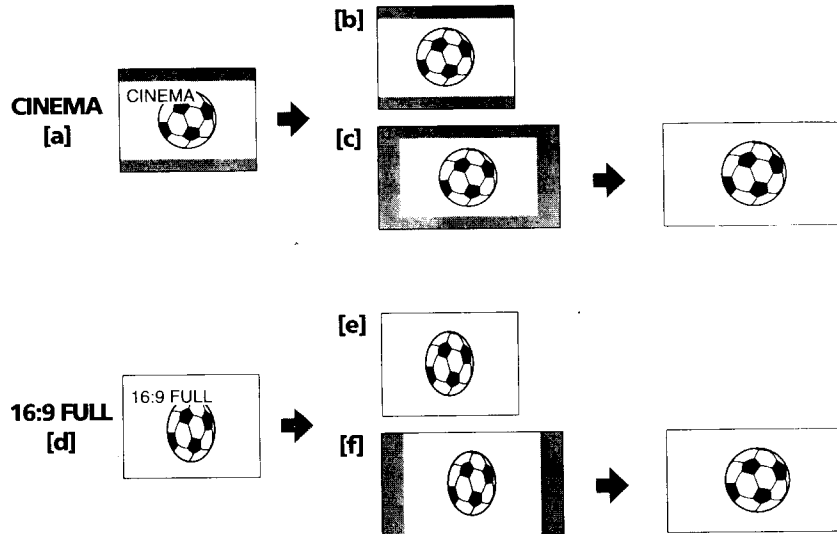 [b]
CINEMA
CINEMA
[a]
[c]
[e]
16:9 FULL
16:9 FULL
[d]
[f]